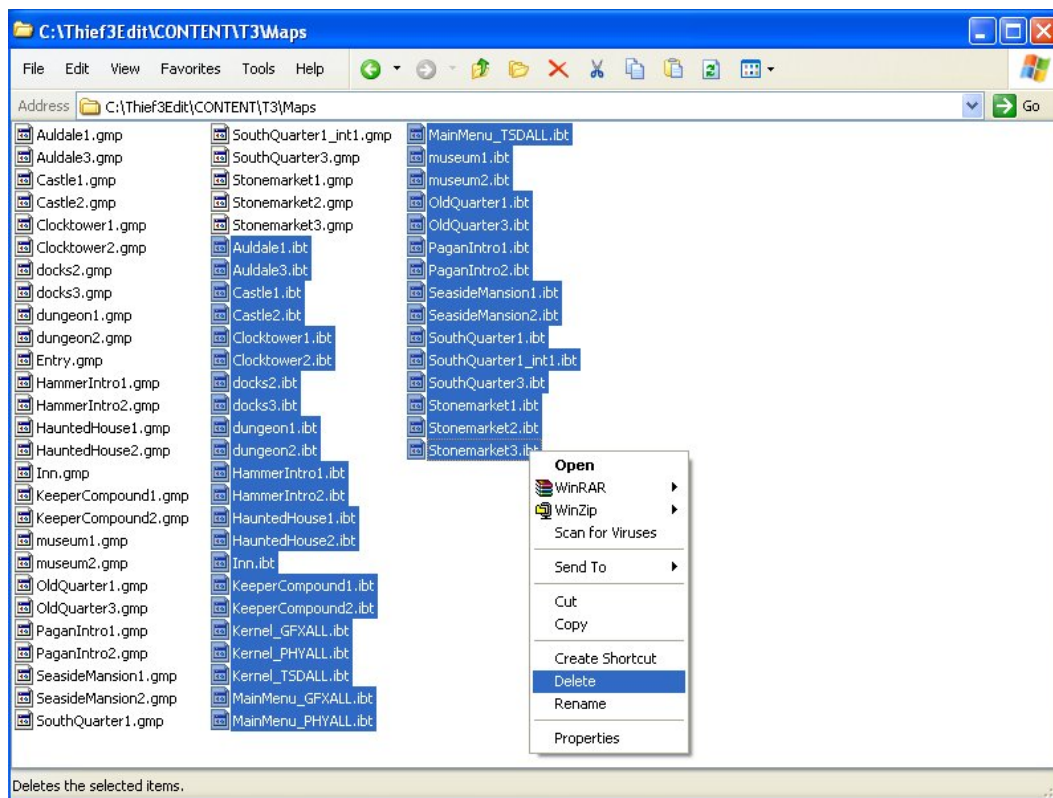 C:\Thief3Edit\CONTENT\T3\Maps
File Edit View Favorites Tools Help
Address C:\Thief3Edit\CONTENT\T3\Maps Go
Auldale1.gmp
Auldale3.gmp
Castle1.gmp
Castle2.gmp
Clocktower1.gmp
Clocktower2.gmp
docks2.gmp
docks3.gmp
dungeon1.gmp
dungeon2.gmp
Entry.gmp
HammerIntro1.gmp
HammerIntro2.gmp
HauntedHouse1.gmp
HauntedHouse2.gmp
Inn.gmp
KeeperCompound1.gmp
KeeperCompound2.gmp
museum1.gmp
museum2.gmp
OldQuarter1.gmp
OldQuarter3.gmp
PaganIntro1.gmp
PaganIntro2.gmp
SeasideMansion1.gmp
SeasideMansion2.gmp
SouthQuarter1.gmp
SouthQuarter1_int1.gmp
SouthQuarter3.gmp
Stonemarket1.gmp
Stonemarket2.gmp
Stonemarket3.gmp
Auldale1.ibt
Auldale3.ibt
Castle1.ibt
Castle2.ibt
Clocktower1.ibt
Clocktower2.ibt
docks2.ibt
docks3.ibt
dungeon1.ibt
dungeon2.ibt
HammerIntro1.ibt
HammerIntro2.ibt
HauntedHouse1.ibt
HauntedHouse2.ibt
Inn.ibt
KeeperCompound1.ibt
KeeperCompound2.ibt
Kernel_GFXALL.ibt
Kernel_PHYALL.ibt
Kernel_TSDALL.ibt
MainMenu_GFXALL.ibt
MainMenu_PHYALL.ibt
MainMenu_TSDALL.ibt
museum1.ibt
museum2.ibt
OldQuarter1.ibt
OldQuarter3.ibt
PaganIntro1.ibt
PaganIntro2.ibt
SeasideMansion1.ibt
SeasideMansion2.ibt
SouthQuarter1.ibt
SouthQuarter1_int1.ibt
SouthQuarter3.ibt
Stonemarket1.ibt
Stonemarket2.ibt
Stonemarket3.ibt
Open
WinRAR
WinZip
Scan for Viruses
Send To
Cut
Copy
Create Shortcut
Delete
Rename
Properties
Deletes the selected items.